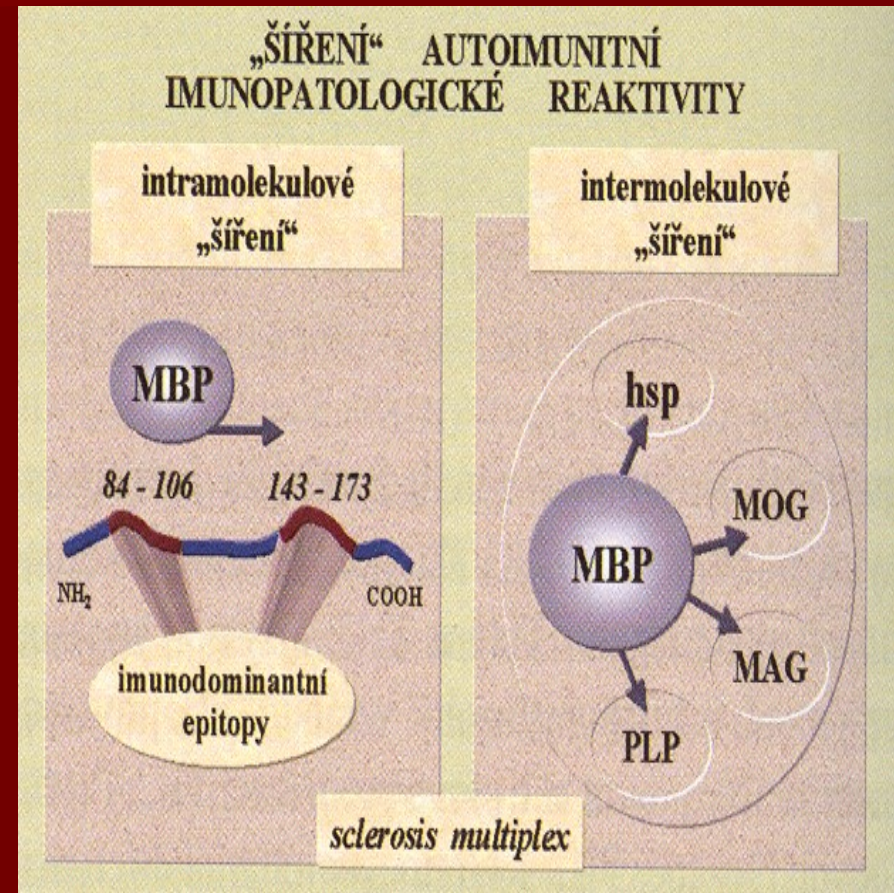 „ŠÍŘENÍ“ AUTOIMUNITNÍ
IMUNOPATOLOGICKÉ REAKTIVITY
intramolekulové
„šíření“
MBP
84 - 106 143 - 173
NH₂ COOH
imunodominantní
epitopy
intermolekulové
„šíření“
hsp
MOG
MBP
MAG
PLP
sclerosis multiplex